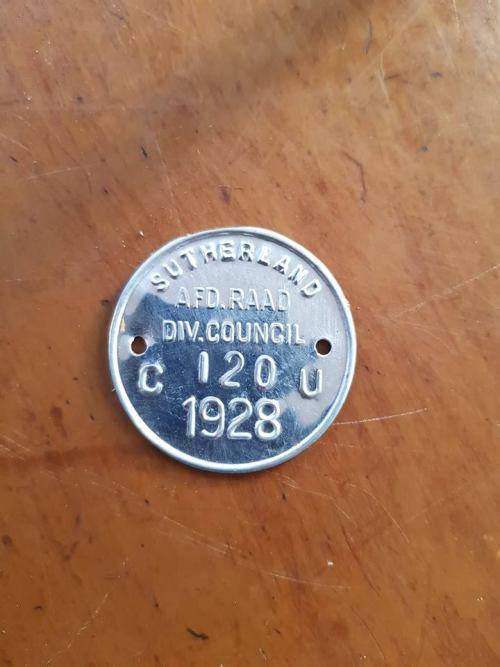 SUTHERLAND
AFD. RAAD
DIV. COUNCIL
C 120 U
1928